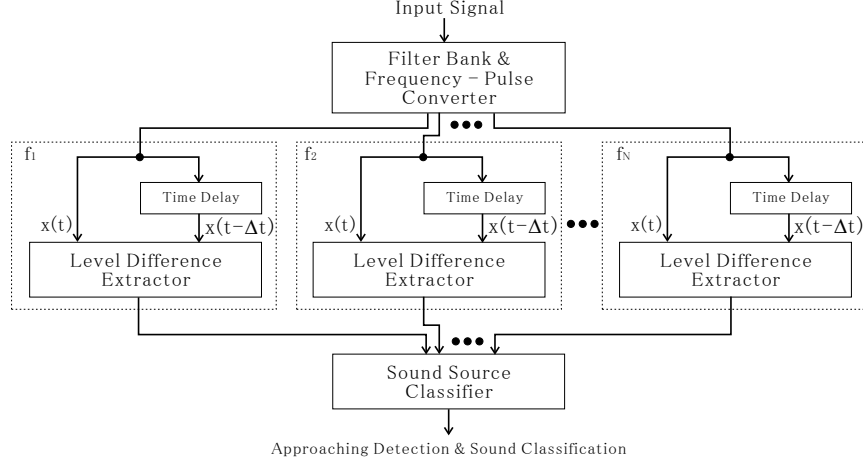 Input Signal
Filter Bank &
Frequency – Pulse
Converter
f1
f2
fN
Time Delay
Time Delay
Time Delay
x(t)
x(t−Δt)
x(t)
x(t−Δt)
x(t)
x(t−Δt)
Level Difference
Extractor
Level Difference
Extractor
Level Difference
Extractor
Sound Source
Classifier
Approaching Detection & Sound Classification